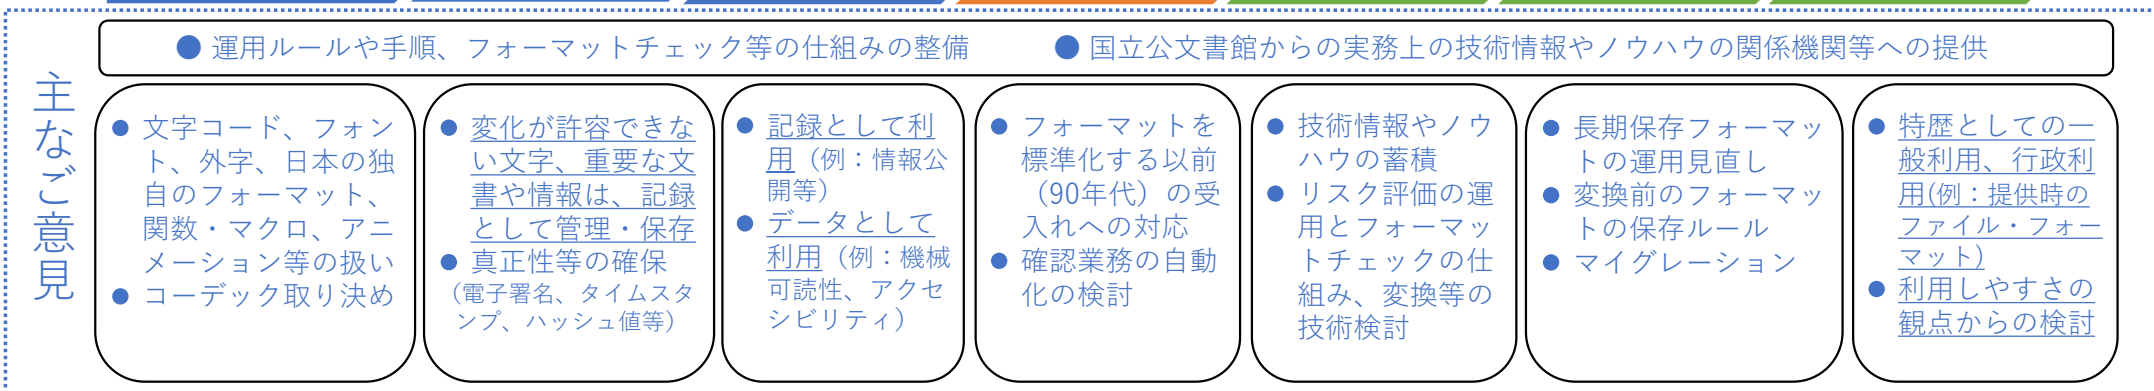 主なご意見
● 運用ルールや手順、フォーマットチェック等の仕組みの整備
● 国立公文書館からの実務上の技術情報やノウハウの関係機関等への提供
● 文字コード、フォン
ト、外字、日本の独
自のフォーマット、
関数・マクロ、アニ
メーション等の扱い
● コーデック取り決め
● 変化が許容できな
い文字、重要な文
書や情報は、記録
として管理・保存
● 真正性等の確保
（電子署名、タイムスタ
ンプ、ハッシュ値等）
● 記録として利
用（例：情報公
開等）
● データとして
利用（例：機械
可読性、アクセ
シビリティ）
● フォーマットを
標準化する以前
（90年代）の受
入れへの対応
● 確認業務の自動
化の検討
● 技術情報やノウ
ハウの蓄積
● リスク評価の運
用とフォーマッ
トチェックの仕
組み、変換等の
技術検討
● 長期保存フォーマッ
トの運用見直し
● 変換前のフォーマッ
トの保存ルール
● マイグレーション
● 特歴としての一
般利用、行政利
用(例：提供時の
ファイル・フォー
マット)
● 利用しやすさの
観点からの検討